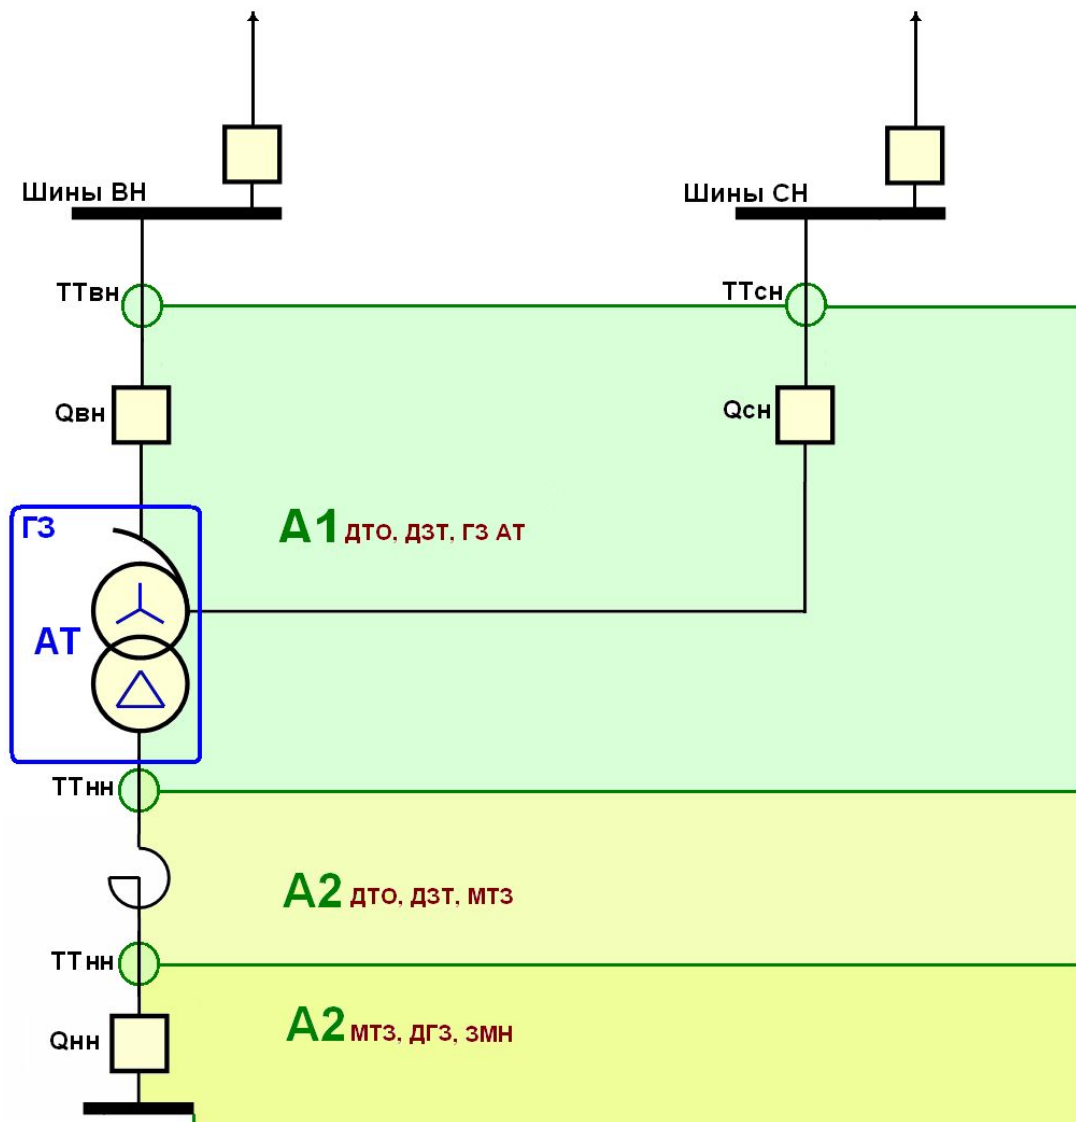 Шины ВН
Шины СН
ТТвн
ТТсн
Qвн
Qсн
ГЗ
А1 ДТО, ДЗТ, ГЗ АТ
АТ
ТТнн
А2 ДТО, ДЗТ, МТЗ
ТТнн
А2 МТЗ, ДГЗ, ЗМН
Qнн